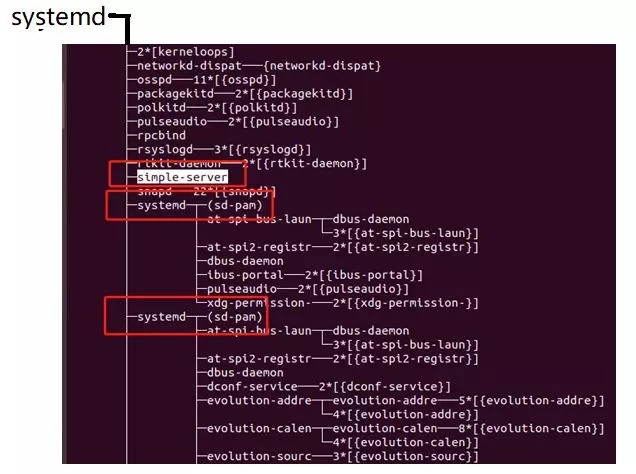 systemd
├─2*[kerneloops]
├─networkd-dispat───{networkd-dispat}
├─osspd───11*[{osspd}]
├─packagekitd───2*[{packagekitd}]
├─polkitd───2*[{polkitd}]
├─pulseaudio───2*[{pulseaudio}]
├─rpcbind
├─rsyslogd───3*[{rsyslogd}]
├─rtkit-daemon───2*[{rtkit-daemon}]
├─simple-server
├─snapd───22*[{snapd}]
├─systemd─┬─(sd-pam)
│         ├─at-spi-bus-laun─┬─dbus-daemon
│         │                 └─3*[{at-spi-bus-laun}]
│         ├─at-spi2-registr───2*[{at-spi2-registr}]
│         ├─dbus-daemon
│         ├─ibus-portal───2*[{ibus-portal}]
│         ├─pulseaudio───2*[{pulseaudio}]
│         └─xdg-permission-───2*[{xdg-permission-}]
├─systemd─┬─(sd-pam)
│         ├─at-spi-bus-laun─┬─dbus-daemon
│         │                 └─3*[{at-spi-bus-laun}]
│         ├─at-spi2-registr───2*[{at-spi2-registr}]
│         ├─dbus-daemon
│         ├─dconf-service───2*[{dconf-service}]
│         ├─evolution-addre─┬─evolution-addre───5*[{evolution-addre}]
│         │                 └─4*[{evolution-addre}]
│         ├─evolution-calen─┬─evolution-calen───8*[{evolution-calen}]
│         │                 └─4*[{evolution-calen}]
│         ├─evolution-sourc───3*[{evolution-sourc}]